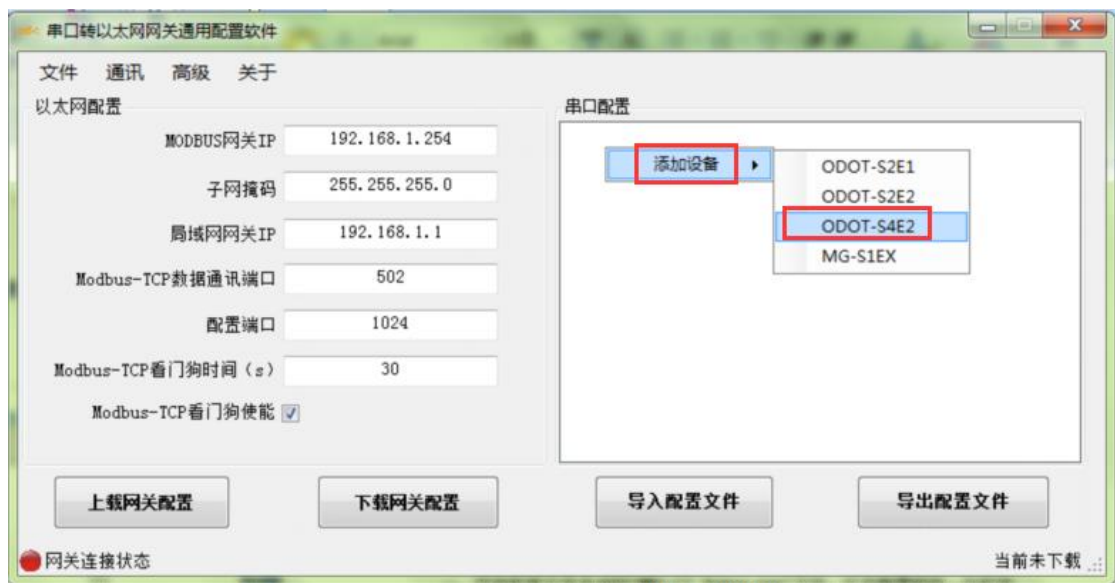 串口转以太网网关通用配置软件
文件 通讯 高级 关于
以太网配置
MODBUS网关IP 192.168.1.254
子网掩码 255.255.255.0
局域网网关IP 192.168.1.1
Modbus-TCP数据通讯端口 502
配置端口 1024
Modbus-TCP看门狗时间（s） 30
Modbus-TCP看门狗使能
串口配置
添加设备
ODOT-S2E1
ODOT-S2E2
ODOT-S4E2
MG-S1EX
上载网关配置 下载网关配置 导入配置文件 导出配置文件
网关连接状态 当前未下载